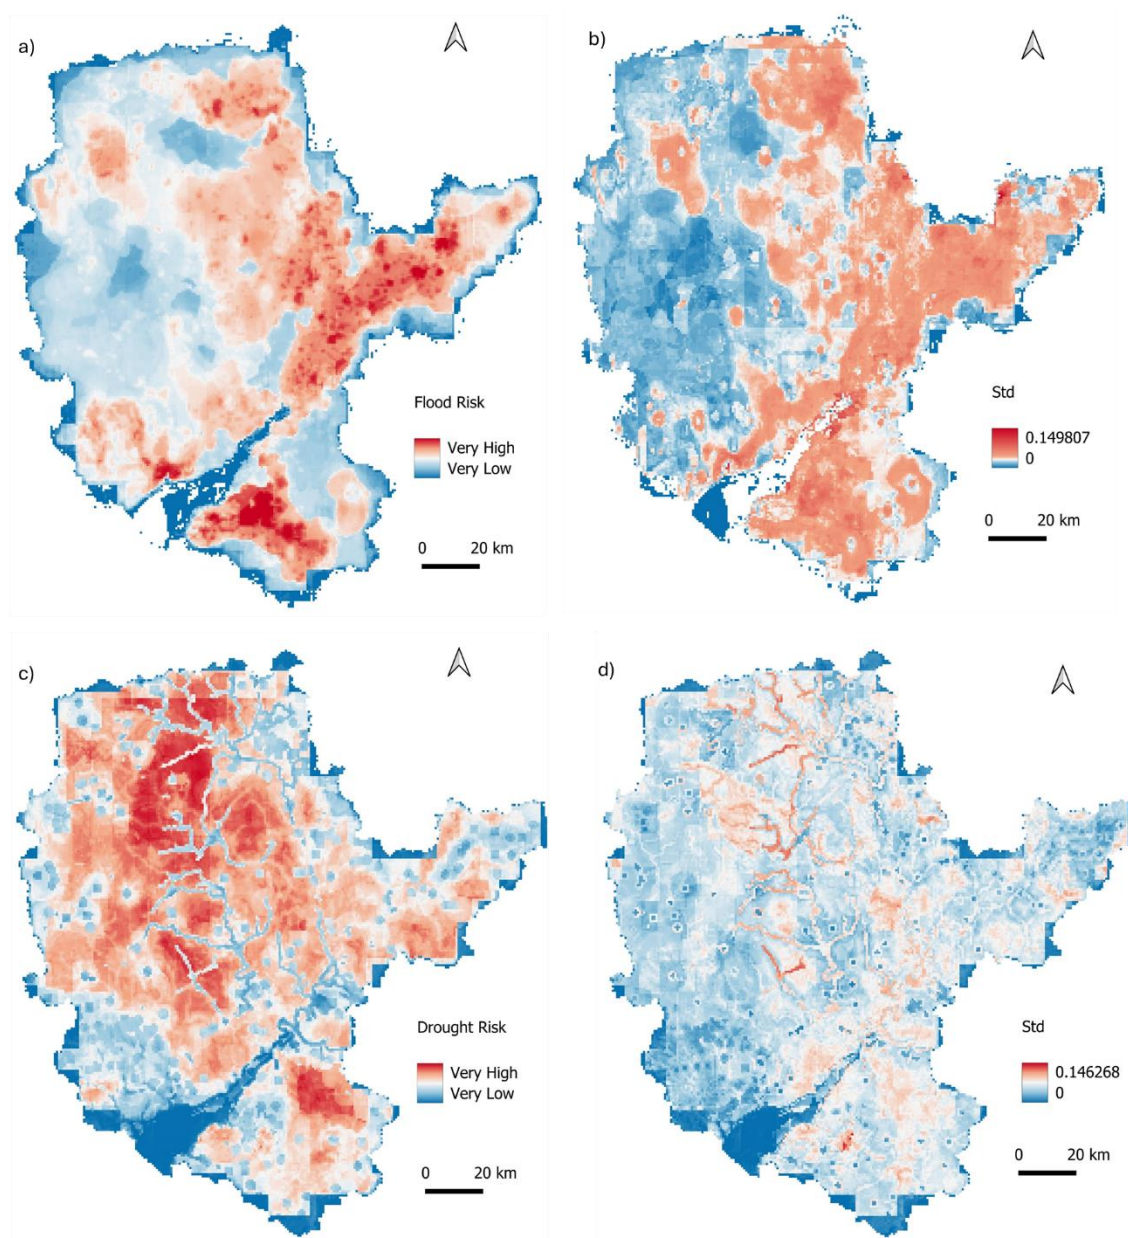 a)
Flood Risk
Very High
Very Low
0 20 km
b)
Std
0.149807
0
0 20 km
c)
Drought Risk
Very High
Very Low
0 20 km
d)
Std
0.146268
0
0 20 km